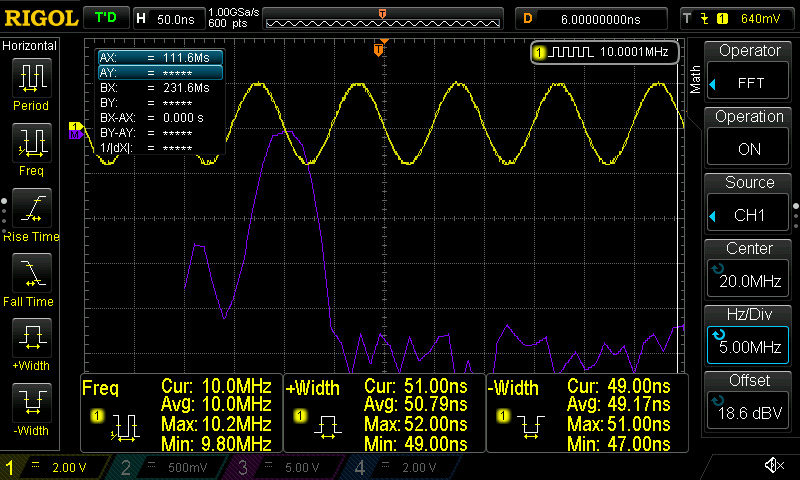 RIGOL T'D H 50.0ns 1.00GSa/s 600 pts D 6.00000000ns T 1 640mV
Horizontal
Period
Freq
Rise Time
Fall Time
+Width
-Width
AX: = 111.6Ms
AY: = *****
BX: = 231.6Ms
BY: = *****
BX-AX: = 0.000 s
BY-AY: = *****
1/|dX|: = *****
T
1 10.0001MHz
1
M
T
Math
Operator
FFT
Operation
ON
Source
CH1
Center
20.0MHz
Hz/Div
5.00MHz
Offset
18.6 dBV
Freq
1
Cur: 10.0MHz
Avg: 10.0MHz
Max: 10.2MHz
Min: 9.80MHz
+Width
1
Cur: 51.00ns
Avg: 50.79ns
Max: 52.00ns
Min: 49.00ns
-Width
1
Cur: 49.00ns
Avg: 49.17ns
Max: 51.00ns
Min: 47.00ns
1 = 2.00 V 2 = 500mV 3 = 5.00 V 4 = 2.00 V